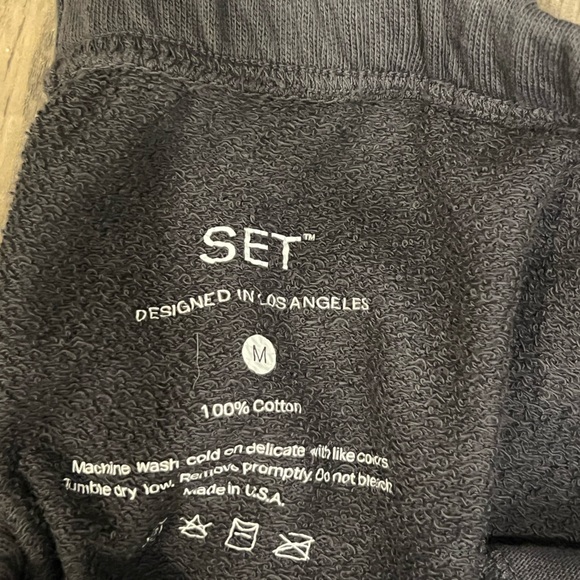 SET™
DESIGNED IN LOS ANGELES
M
100% Cotton
Machine wash cold on delicate with like colors
Tumble dry low. Remove promptly. Do not bleach
Made in U.S.A.